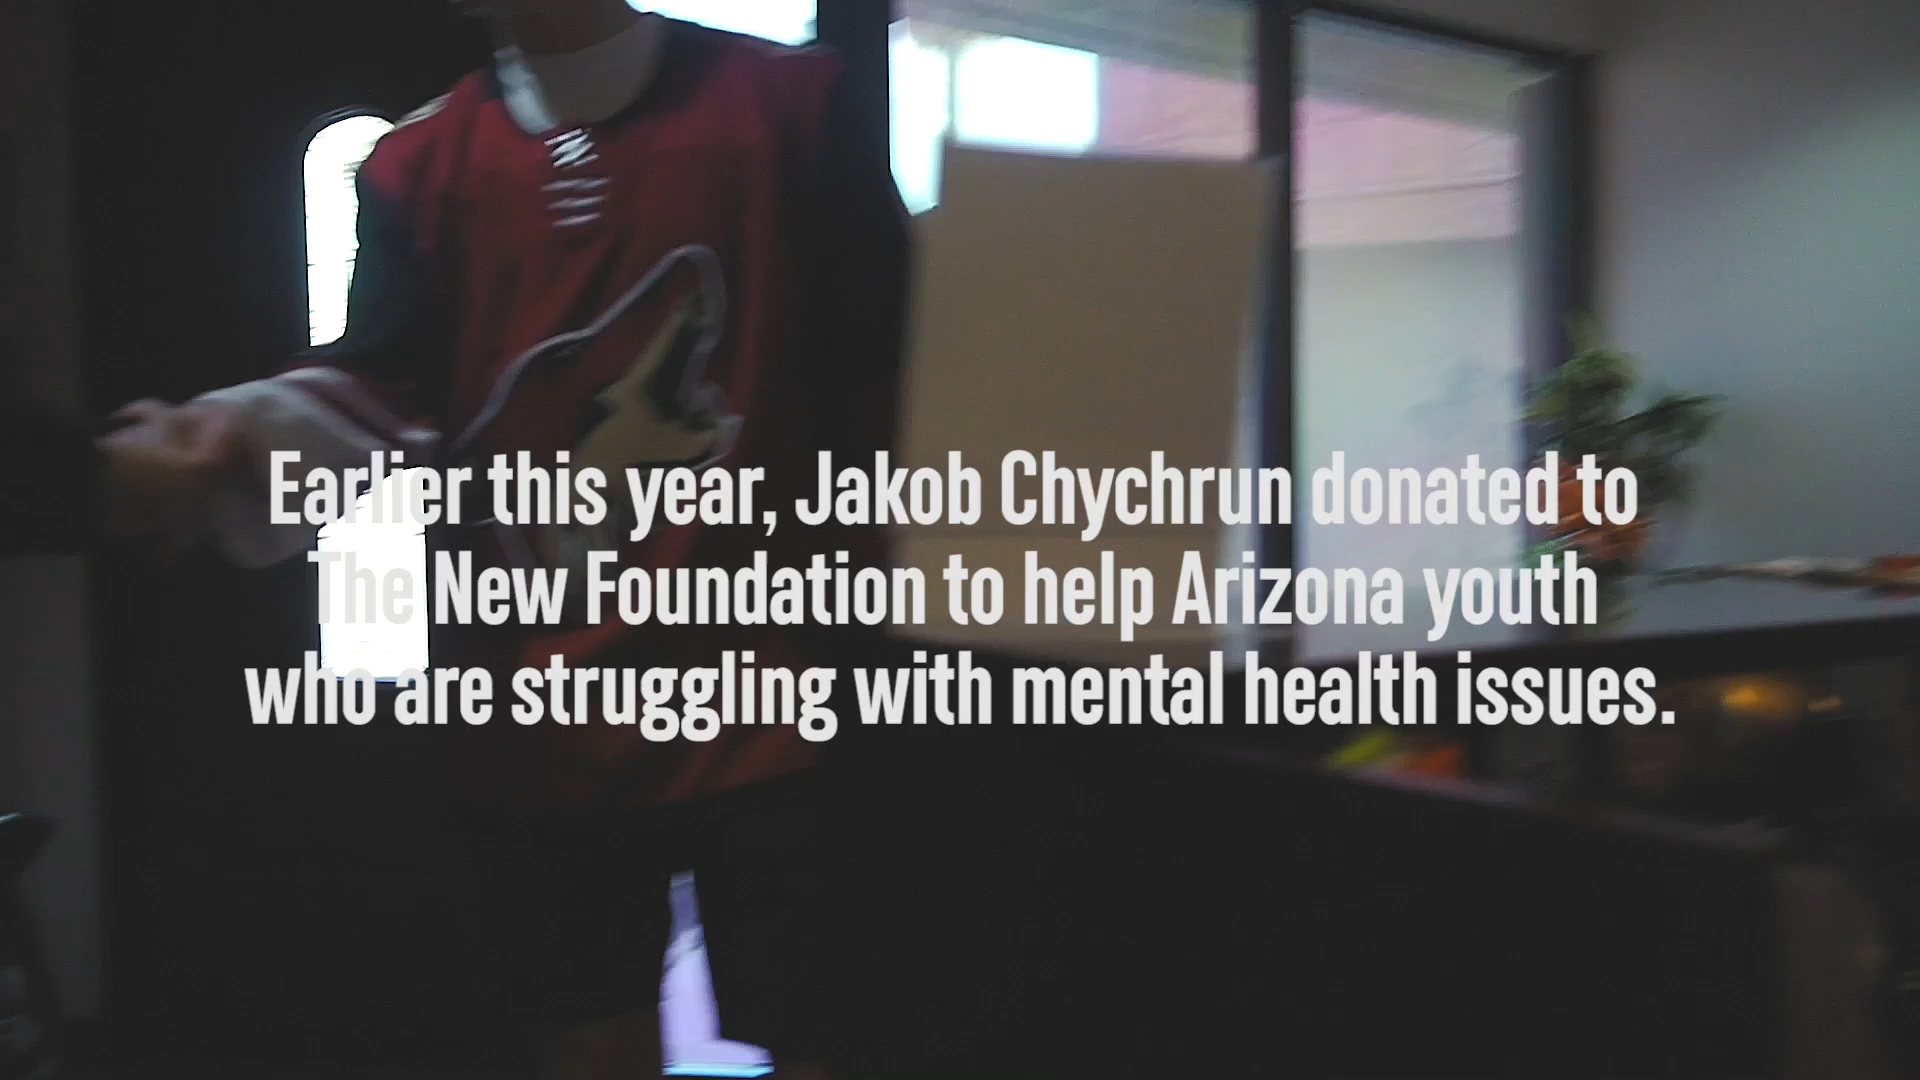 Earlier this year, Jakob Chychrun donated to
The New Foundation to help Arizona youth
who are struggling with mental health issues.